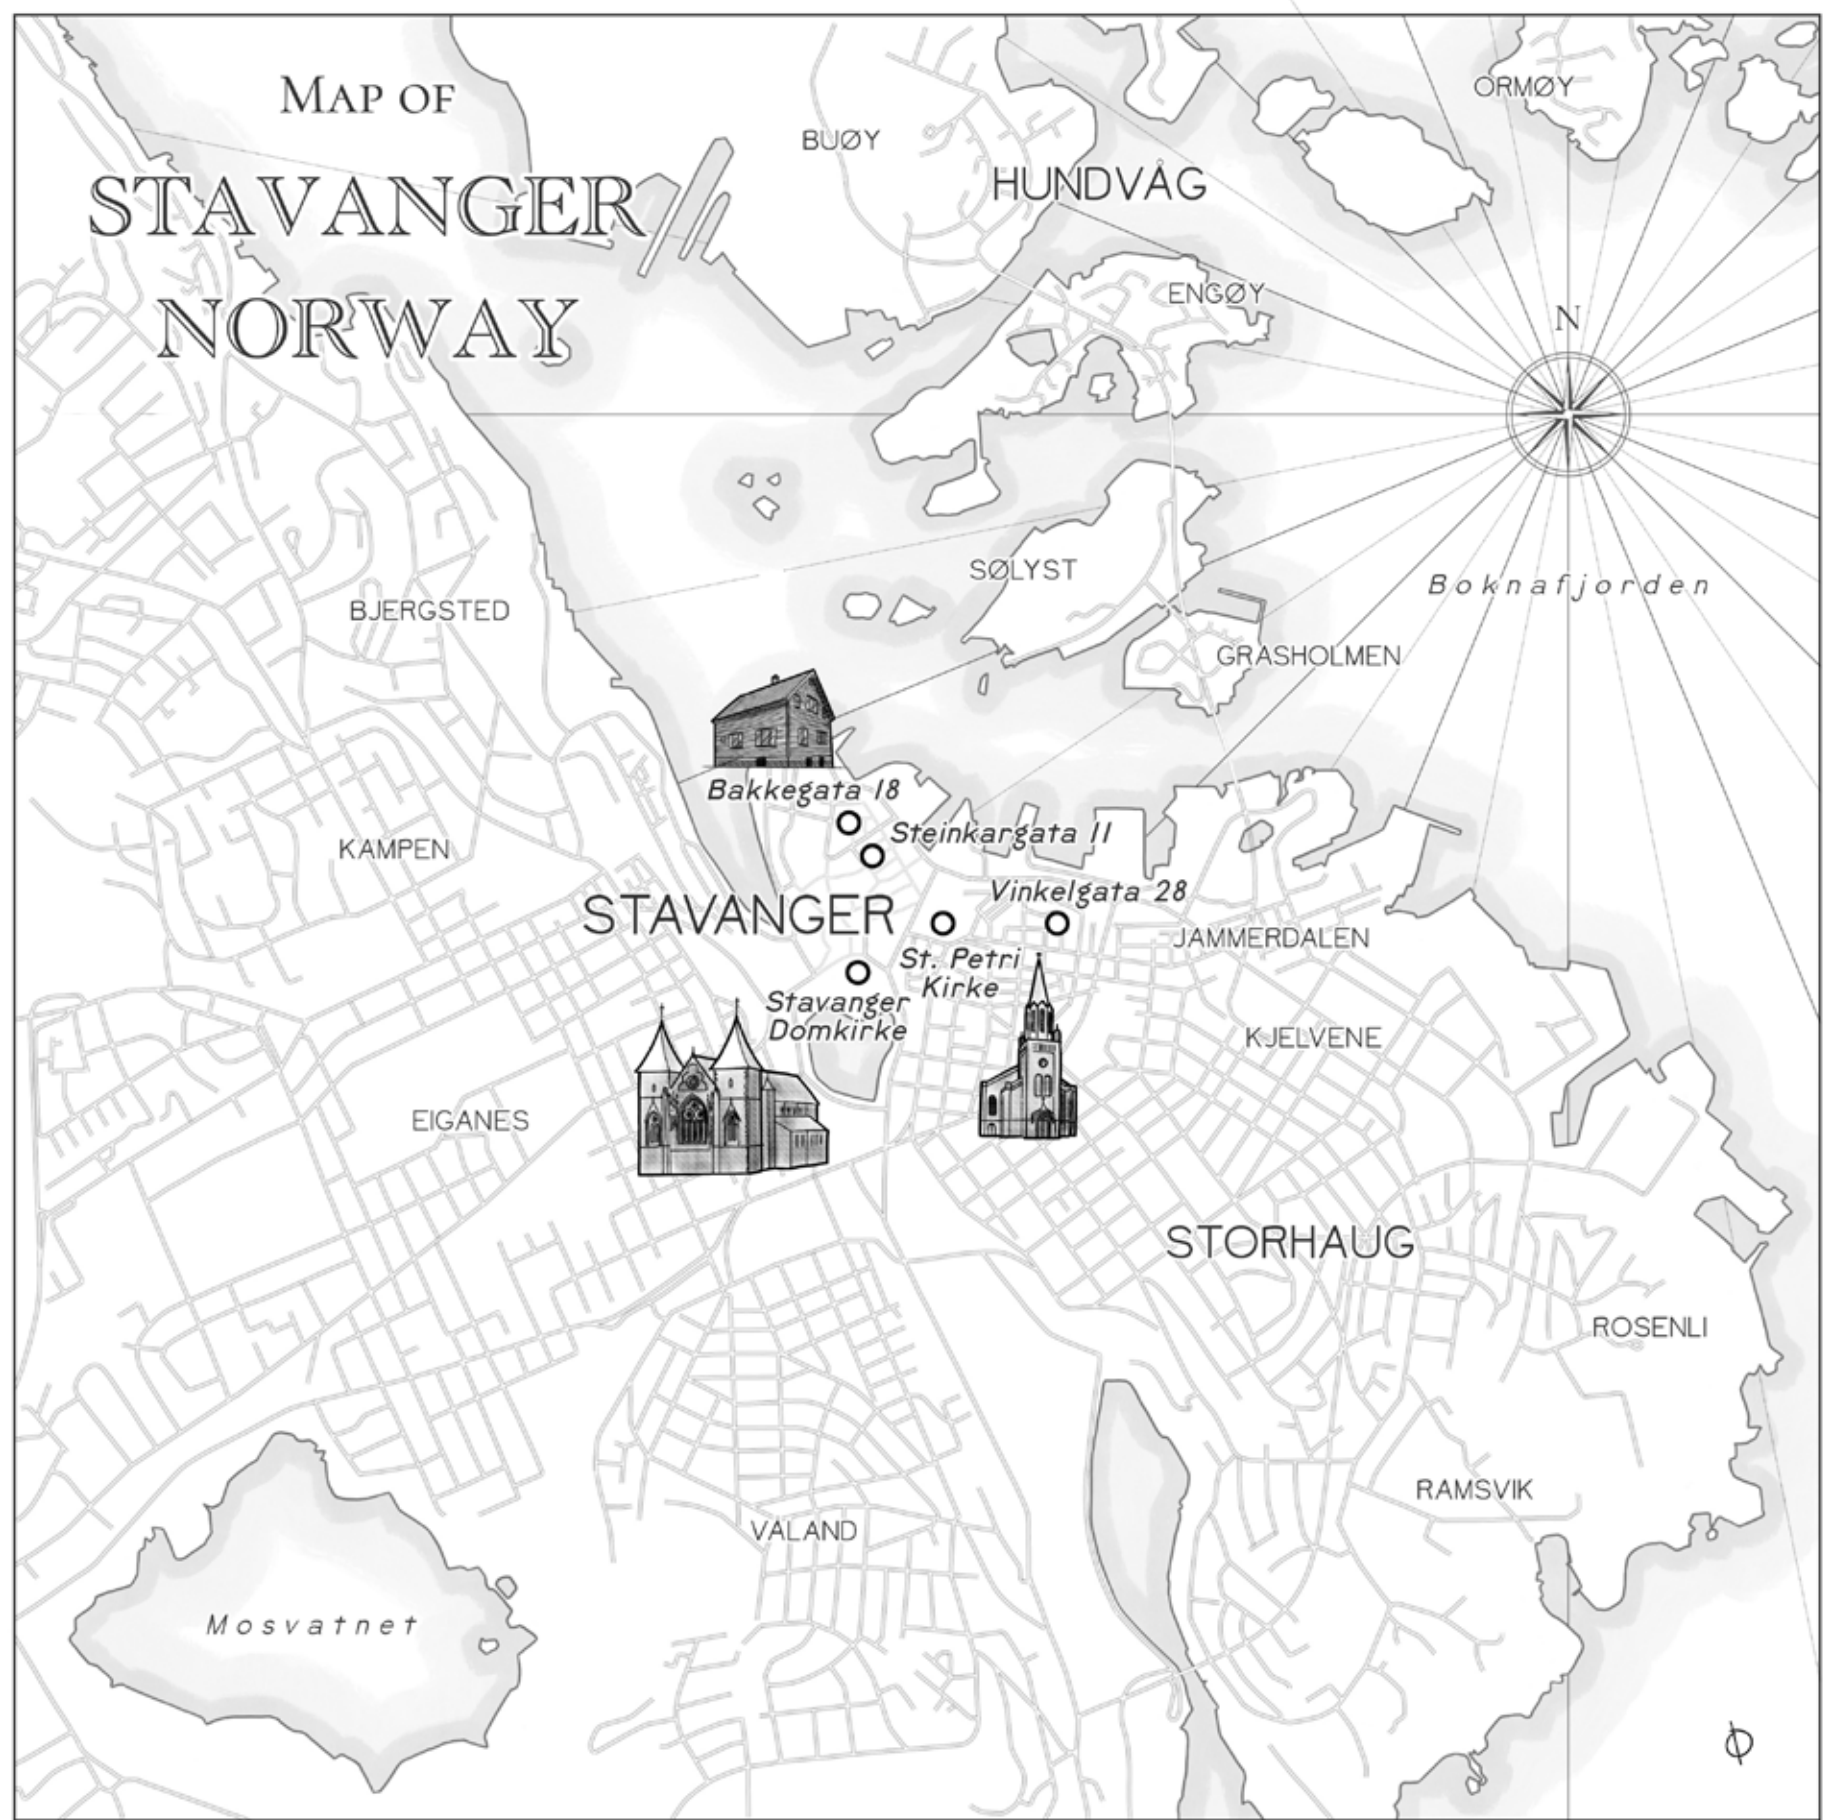 MAP OF
STAVANGER
NORWAY
BUØY
HUNDVÅG
ORMØY
ENGØY
N
SØLYST
Boknafjorden
BJERGSTED
GRASHOLMEN
Bakkegata 18
Steinkargata 11
KAMPEN
Vinkelgata 28
STAVANGER
JAMMERDALEN
St. Petri
Kirke
Stavanger
Domkirke
KJELVENE
EIGANES
STORHAUG
ROSENLI
RAMSVIK
VALAND
Mosvatnet